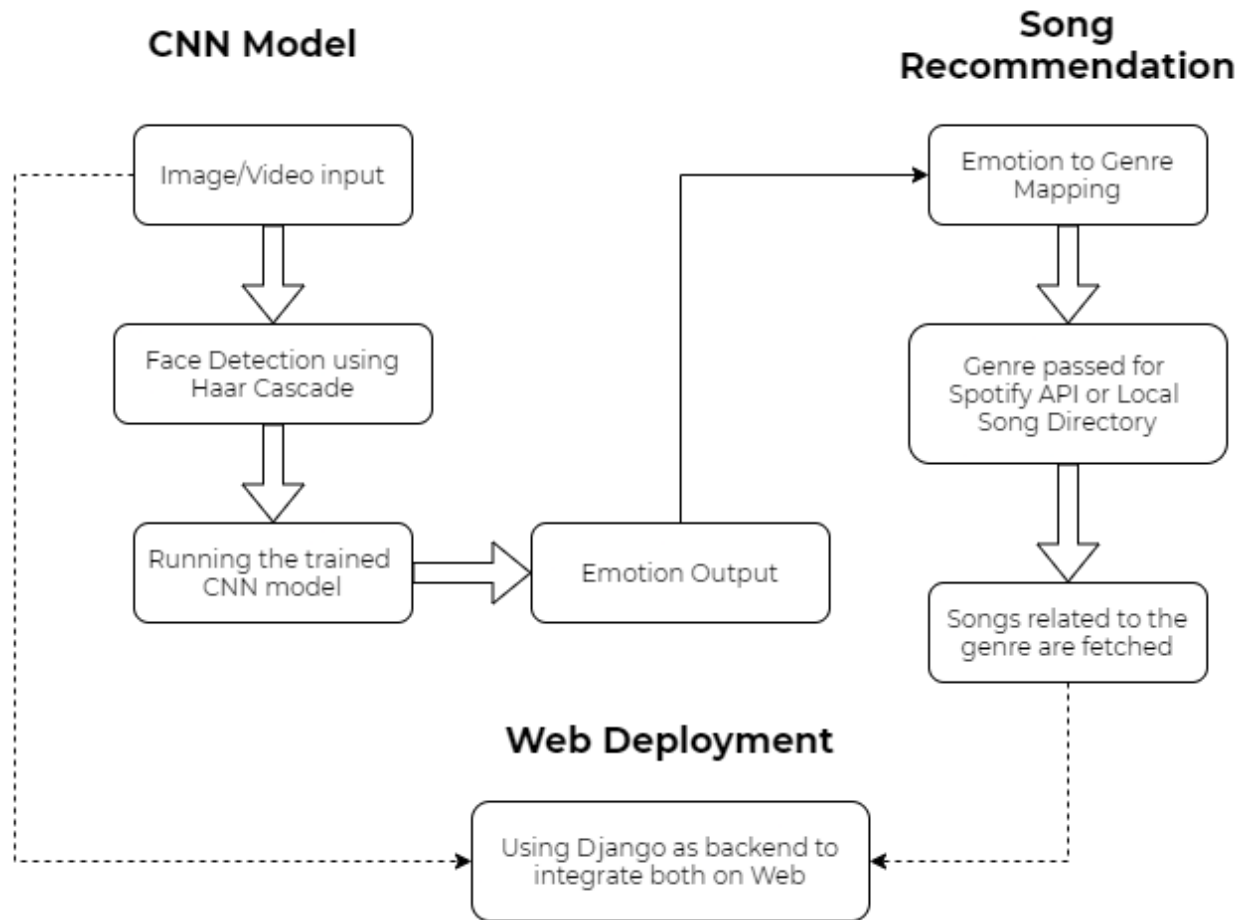 CNN Model
Image/Video input
Face Detection using
Haar Cascade
Running the trained
CNN model
Emotion Output
Song
Recommendation
Emotion to Genre
Mapping
Genre passed for
Spotify API or Local
Song Directory
Songs related to the
genre are fetched
Web Deployment
Using Django as backend to
integrate both on Web